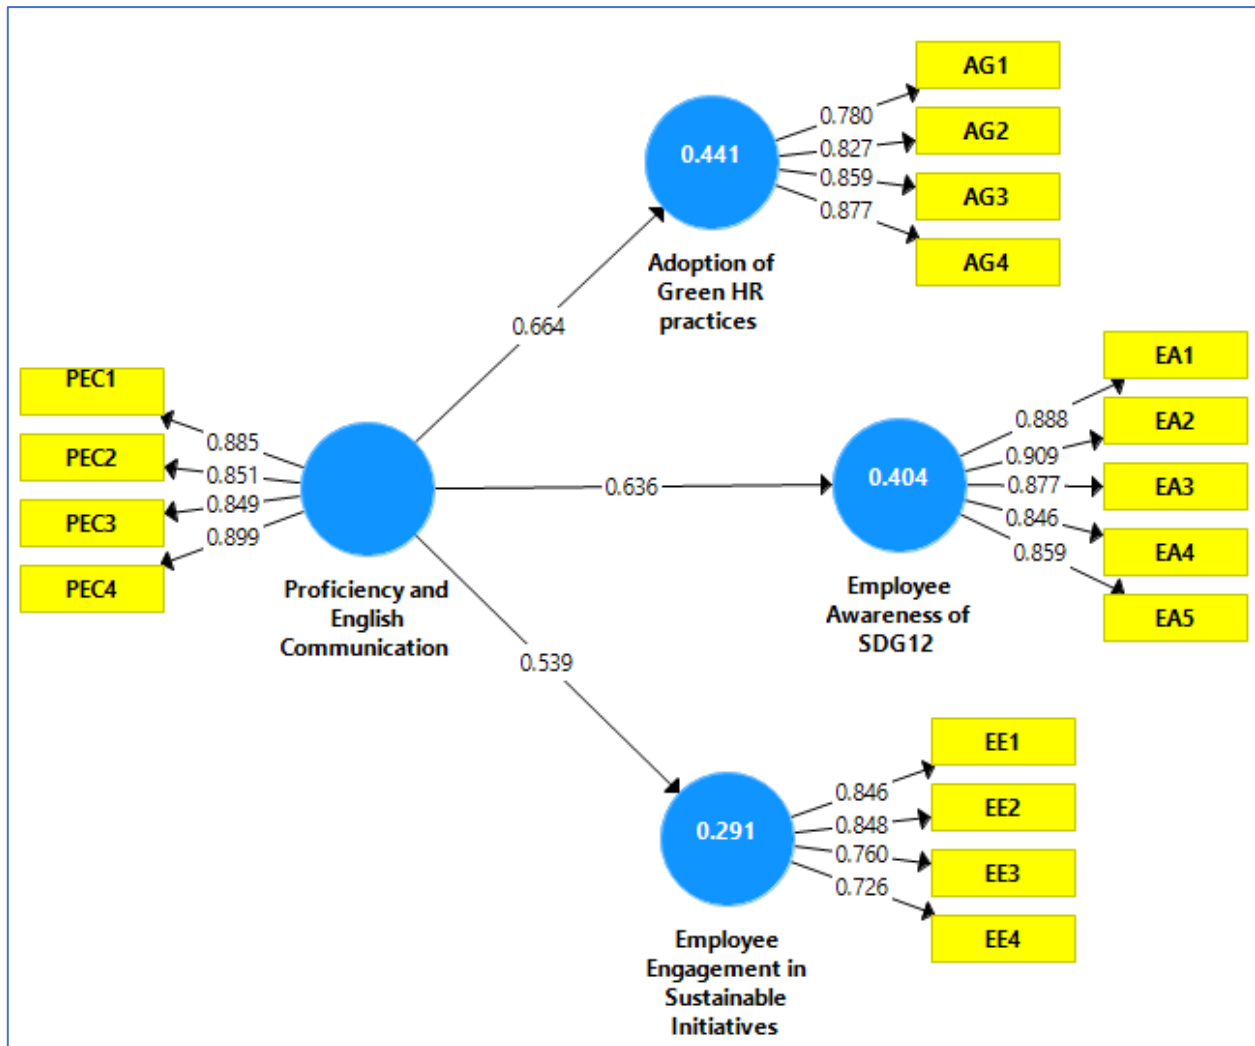 PEC1
PEC2
PEC3
PEC4
0.885
0.851
0.849
0.899
Proficiency and
English
Communication
0.664
0.636
0.539
0.441
Adoption of
Green HR
practices
0.780
0.827
0.859
0.877
AG1
AG2
AG3
AG4
0.404
Employee
Awareness of
SDG12
0.888
0.909
0.877
0.846
0.859
EA1
EA2
EA3
EA4
EA5
0.291
Employee
Engagement in
Sustainable
Initiatives
0.846
0.848
0.760
0.726
EE1
EE2
EE3
EE4